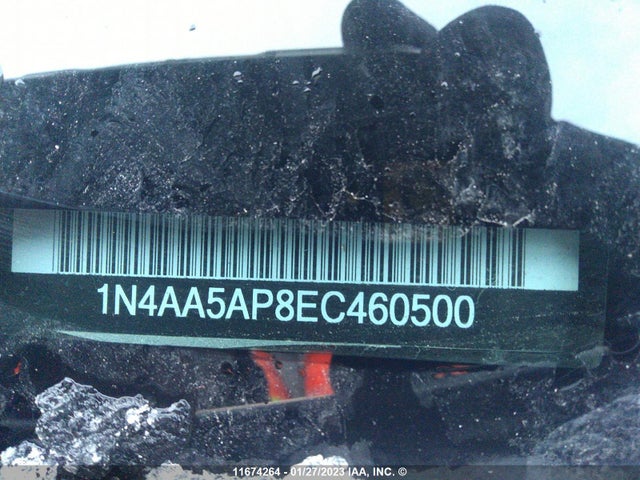 1N4AA5AP8EC460500
11674264 - 01/27/2023 IAA, INC. ©